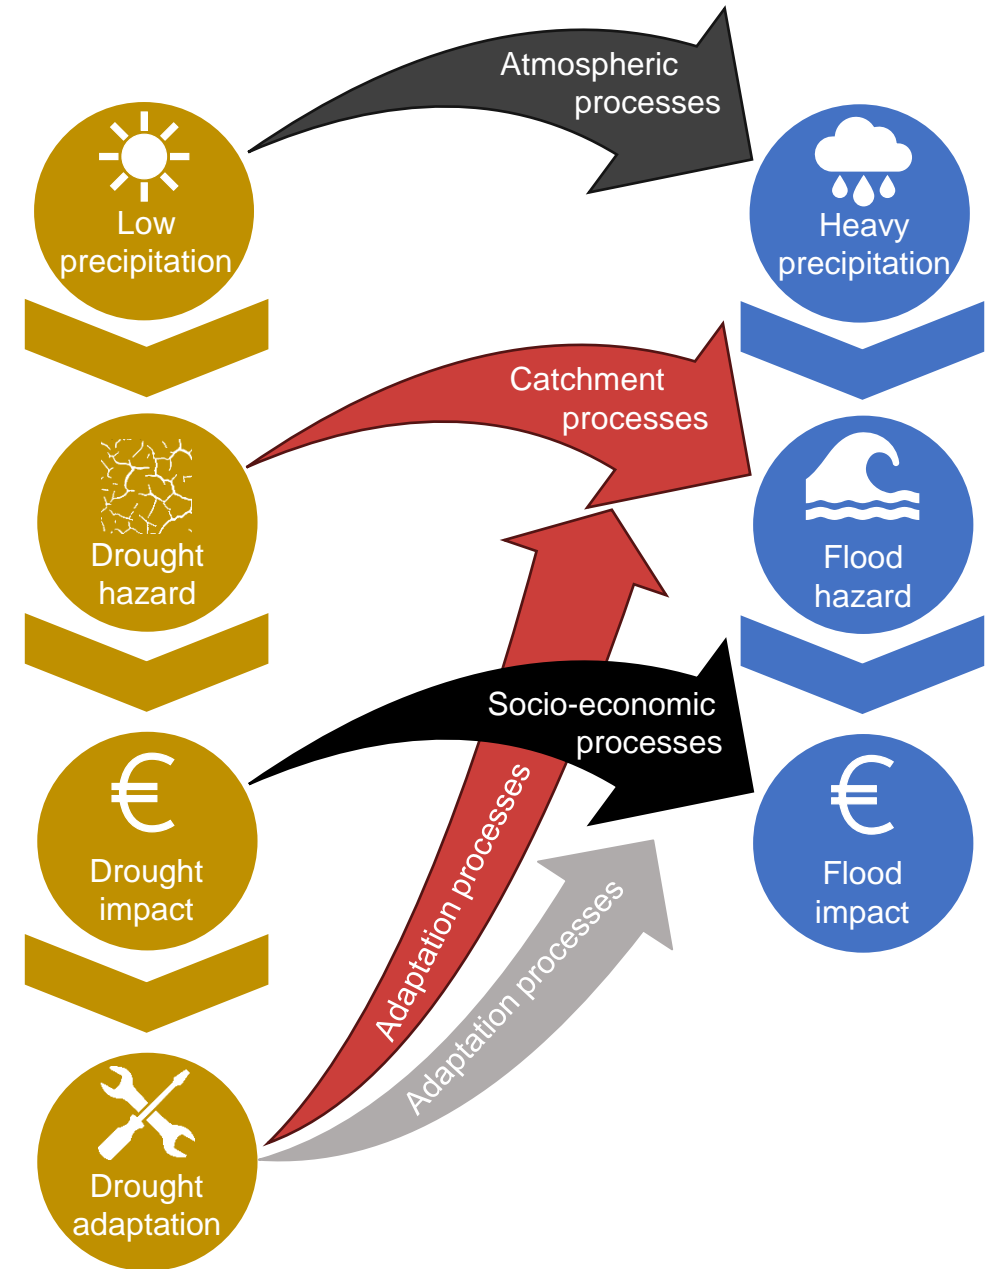 Atmospheric
processes
Low
precipitation
Heavy
precipitation
Catchment
processes
Drought
hazard
Flood
hazard
Socio-economic
processes
€
Drought
impact
€
Flood
impact
Adaptation processes
Adaptation processes
Drought
adaptation